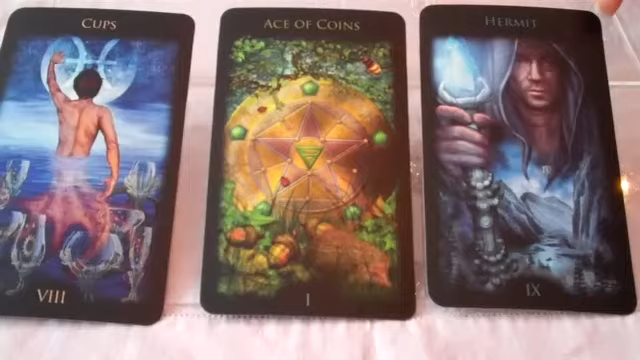 Cups
VIII
Ace of Coins
I
Hermit
IX